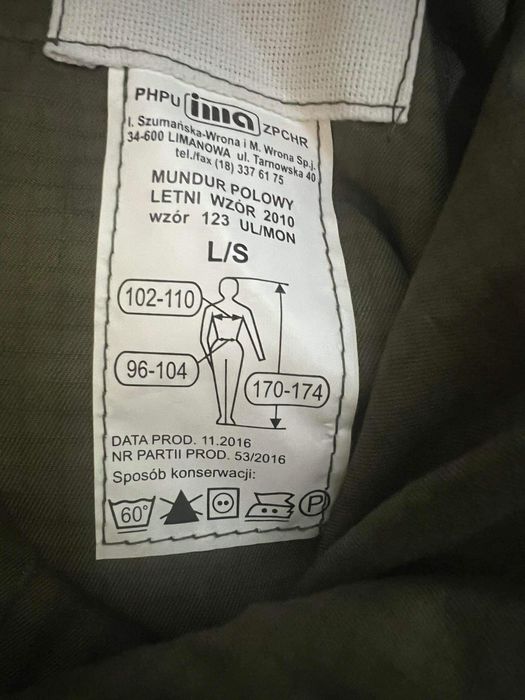 PHPU ima ZPCHR
I. Szumańska-Wrona i M. Wrona Sp.j.
34-600 LIMANOWA ul. Tarnowska 40
tel./fax (18) 337 61 75
MUNDUR POLOWY
LETNI WZÓR 2010
wzór 123 UL/MON
L/S
102-110
96-104
170-174
DATA PROD. 11.2016
NR PARTII PROD. 53/2016
Sposób konserwacji:
60° P